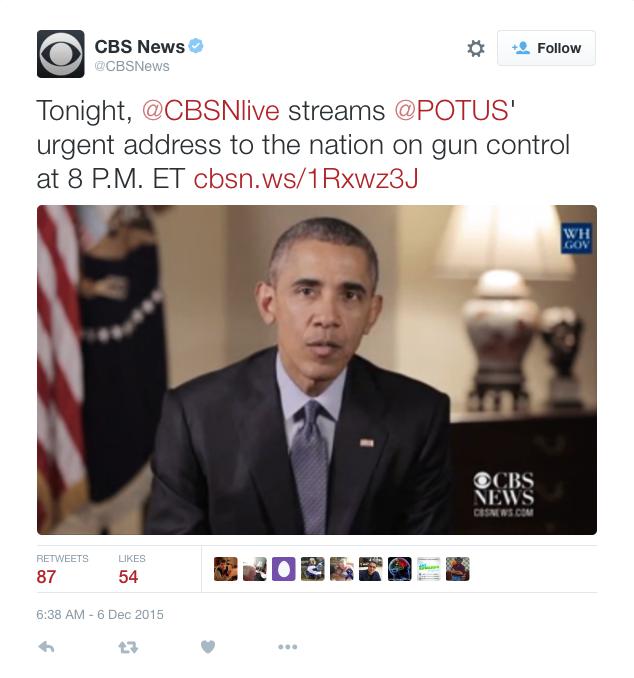 CBS News
@CBSNews
Follow
Tonight, @CBSNlive streams @POTUS'
urgent address to the nation on gun control
at 8 P.M. ET cbsn.ws/1Rxwz3J
WH
.GOV
CBS
NEWS
CBSNEWS.COM
RETWEETS
LIKES
87
54
6:38 AM - 6 Dec 2015